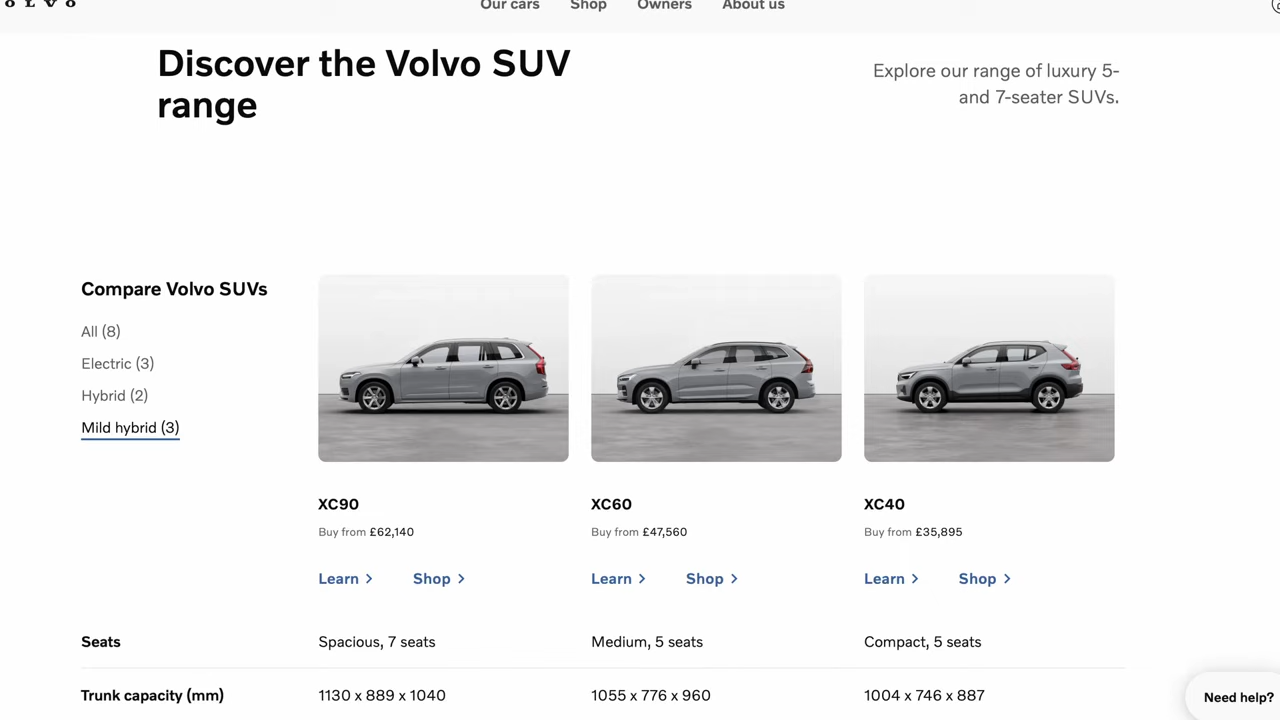 Our cars Shop Owners About us
Discover the Volvo SUV
range
Explore our range of luxury 5-
and 7-seater SUVs.
Compare Volvo SUVs
All (8)
Electric (3)
Hybrid (2)
Mild hybrid (3)
XC90
Buy from £62,140
Learn
Shop
XC60
Buy from £47,560
Learn
Shop
XC40
Buy from £35,895
Learn
Shop
Seats
Spacious, 7 seats
Medium, 5 seats
Compact, 5 seats
Trunk capacity (mm)
1130 x 889 x 1040
1055 x 776 x 960
1004 x 746 x 887
Need help?